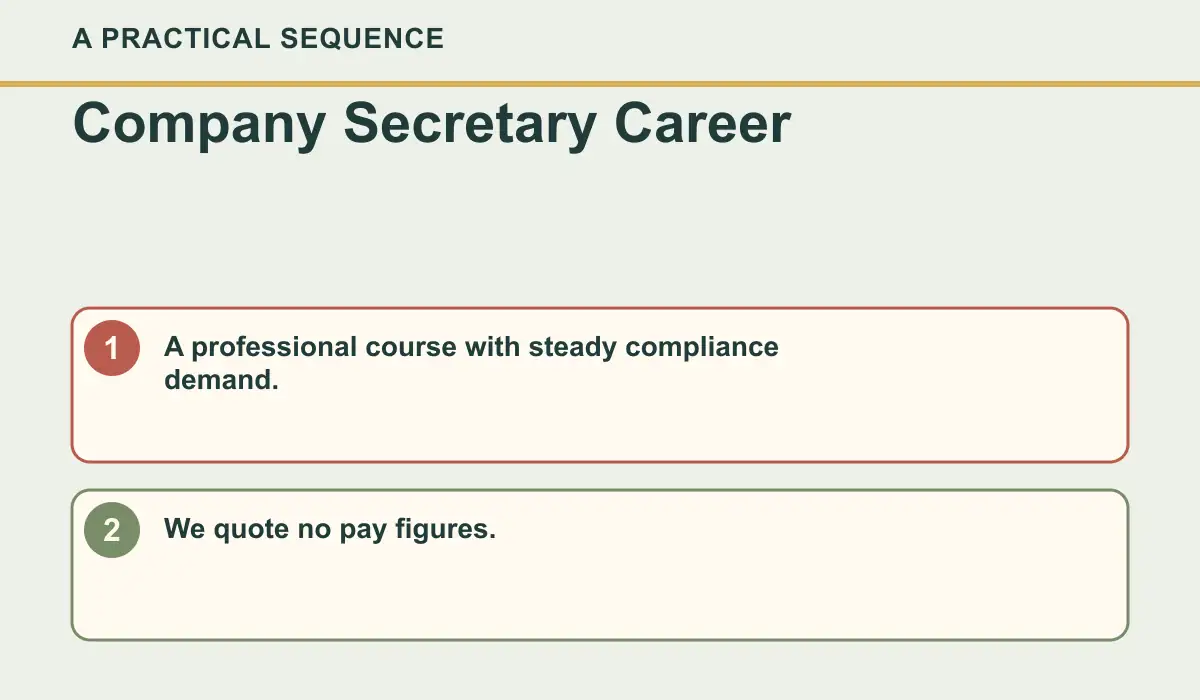 A PRACTICAL SEQUENCE
Company Secretary Career
1
A professional course with steady compliance
demand.
2
We quote no pay figures.